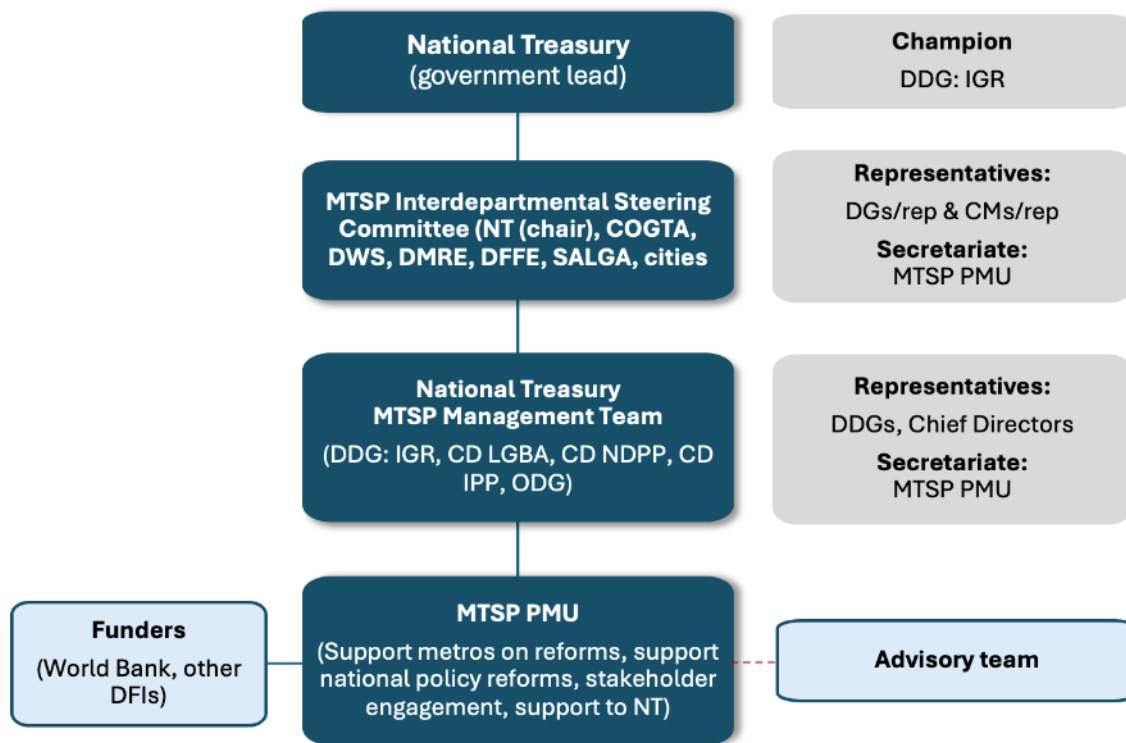 National Treasury
(government lead)
Champion
DDG: IGR
MTSP Interdepartmental Steering
Committee (NT (chair), COGTA,
DWS, DMRE, DFFE, SALGA, cities
Representatives:
DGs/rep & CMs/rep
Secretariate:
MTSP PMU
National Treasury
MTSP Management Team
(DDG: IGR, CD LGBA, CD NDPP, CD
IPP, ODG)
Representatives:
DDGs, Chief Directors
Secretariate:
MTSP PMU
Funders
(World Bank, other
DFIs)
MTSP PMU
(Support metros on reforms, support
national policy reforms, stakeholder
engagement, support to NT)
Advisory team